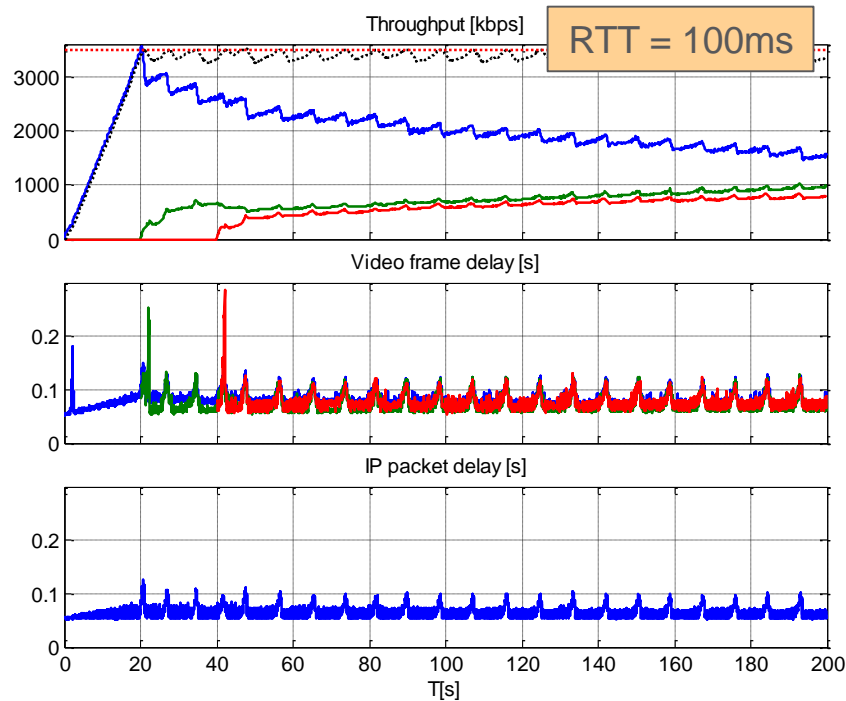 Throughput [kbps]
RTT = 100ms
3000
2000
1000
0
Video frame delay [s]
0.2
0.1
0
IP packet delay [s]
0.2
0.1
0
0 20 40 60 80 100 120 140 160 180 200
T[s]